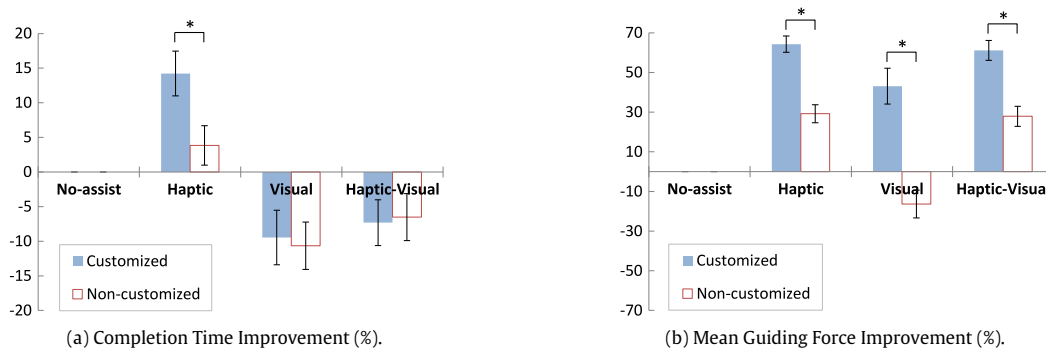 20
15
10
5
0
-5
-10
-15
-20
*
No-assist Haptic Visual Haptic-Visual
Customized
Non-customized
(a) Completion Time Improvement (%).
70
50
30
10
-10
-30
-50
-70
*
*
*
No-assist Haptic Visual Haptic-Visual
Customized
Non-customized
(b) Mean Guiding Force Improvement (%).